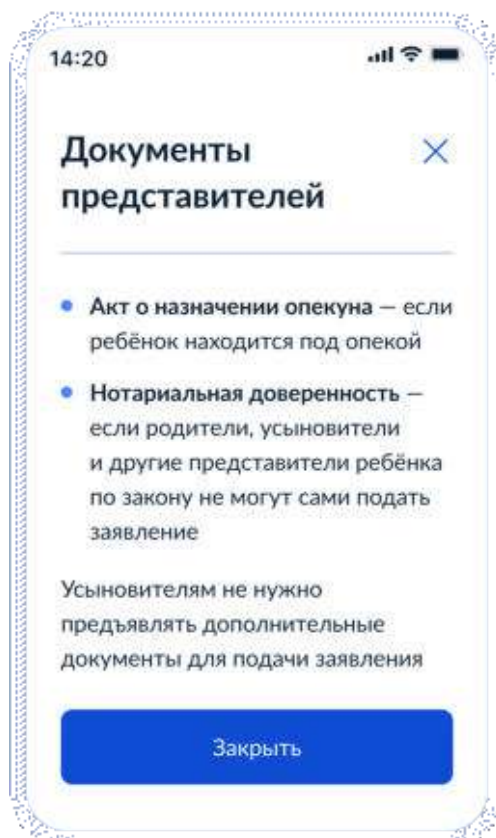 14:20
Документы
представителей
Акт о назначении опекуна — если
ребёнок находится под опекой
Нотариальная доверенность —
если родители, усыновители
и другие представители ребёнка
по закону не могут сами подать
заявление
Усыновителям не нужно
предъявлять дополнительные
документы для подачи заявления
Закрыть